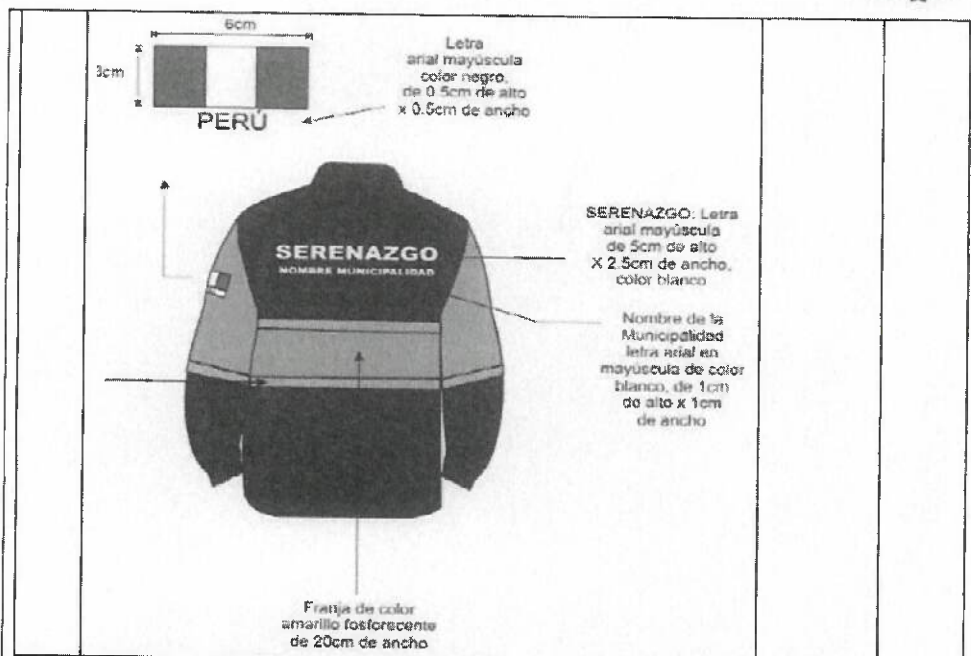 6cm
3cm
PERÚ
Letra
arial mayúscula
color negro,
de 0.5cm de alto
x 0.5cm de ancho
SERENAZGO
NOMBRE MUNICIPALIDAD
SERENAZGO: Letra
arial mayúscula
de 5cm de alto
X 2.5cm de ancho,
color blanco
Nombre de la
Municipalidad
letra arial en
mayúscula de color
blanco, de 1cm
de alto x 1cm
de ancho
Franja de color
amarillo fosforescente
de 20cm de ancho